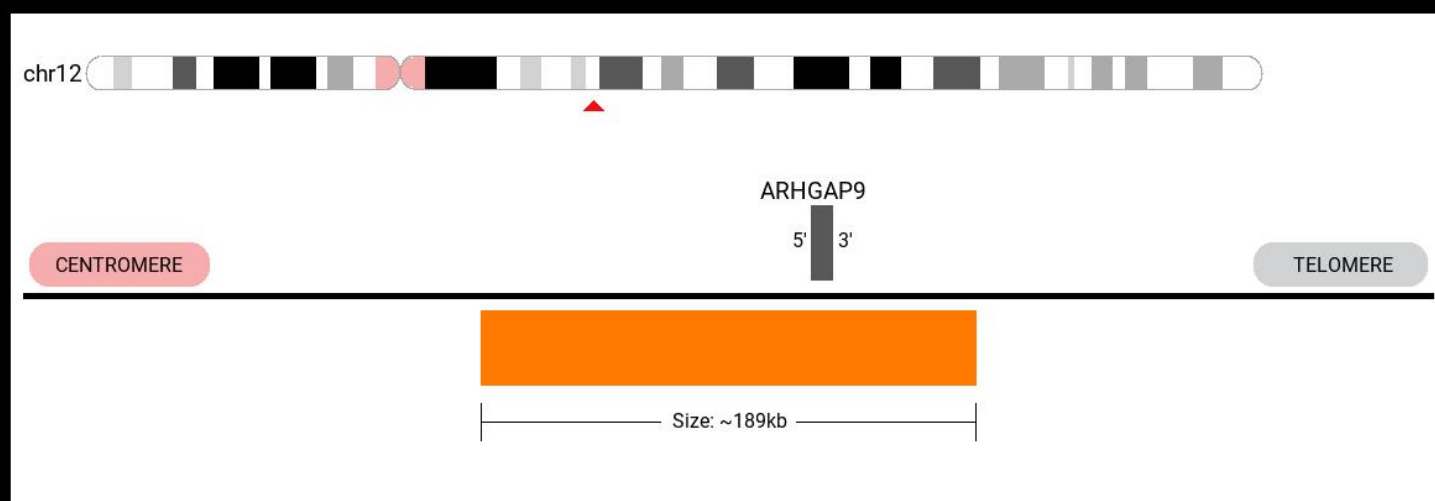 chr12
ARHGAP9
5' 3'
CENTROMERE
TELOMERE
Size: ~189kb